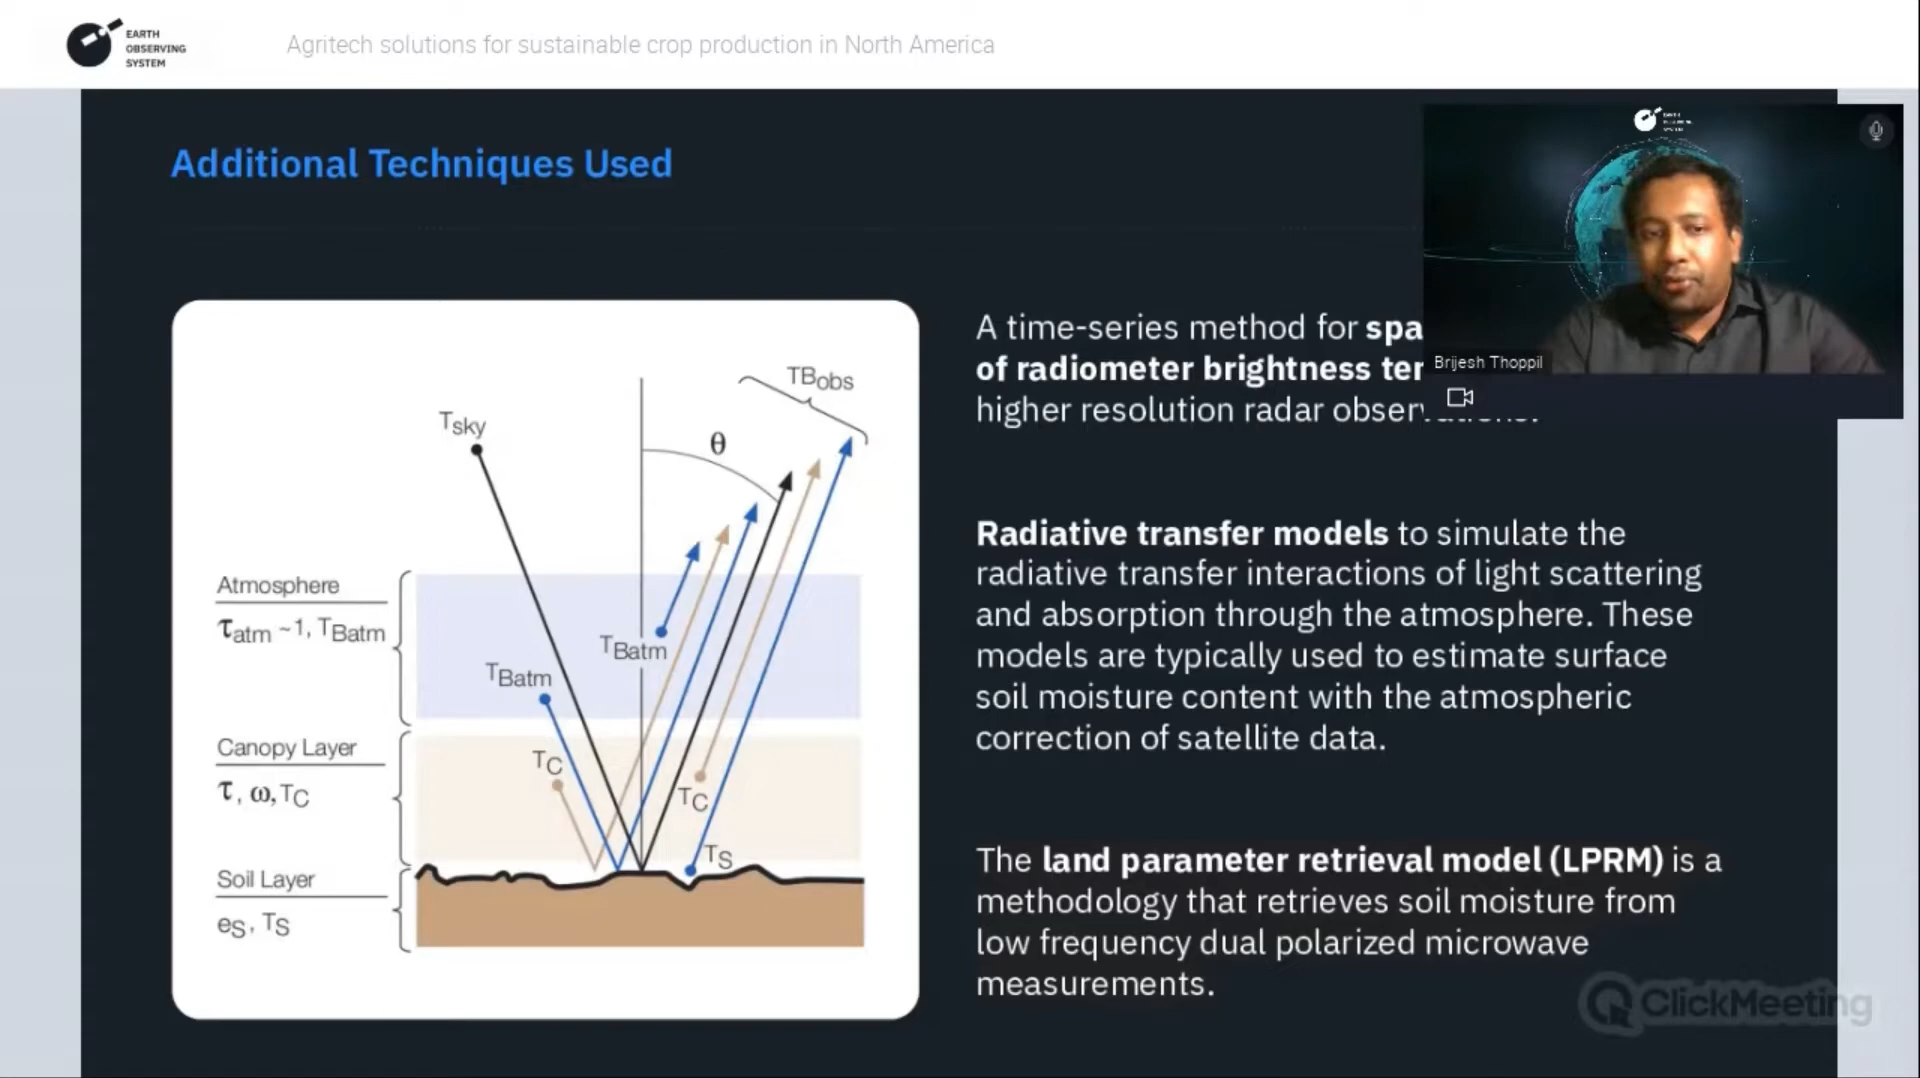 EARTH
OBSERVING
SYSTEM
Agritech solutions for sustainable crop production in North America
Additional Techniques Used
Brijesh Thoppil
A time-series method for spa
of radiometer brightness ter
higher resolution radar observations.
Radiative transfer models to simulate the
radiative transfer interactions of light scattering
and absorption through the atmosphere. These
models are typically used to estimate surface
soil moisture content with the atmospheric
correction of satellite data.
The land parameter retrieval model (LPRM) is a
methodology that retrieves soil moisture from
low frequency dual polarized microwave
measurements.
TBobs
Tsky
θ
Atmosphere
τatm ~1, TBatm
TBatm
TBatm
Canopy Layer
τ, ω, TC
TC
TC
Soil Layer
eS, TS
TS
ClickMeeting